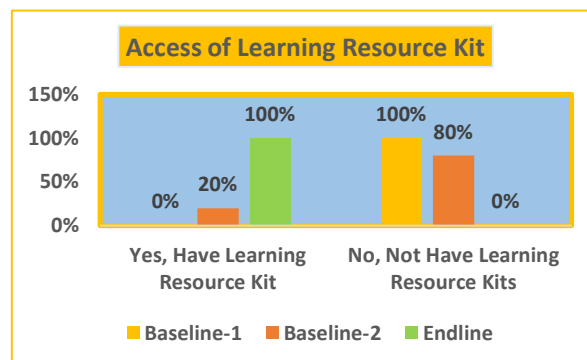 Access of Learning Resource Kit
150%
100%
50%
0%
0%
20%
100%
100%
80%
0%
Yes, Have Learning
Resource Kit
No, Not Have Learning
Resource Kits
Baseline-1
Baseline-2
Endline